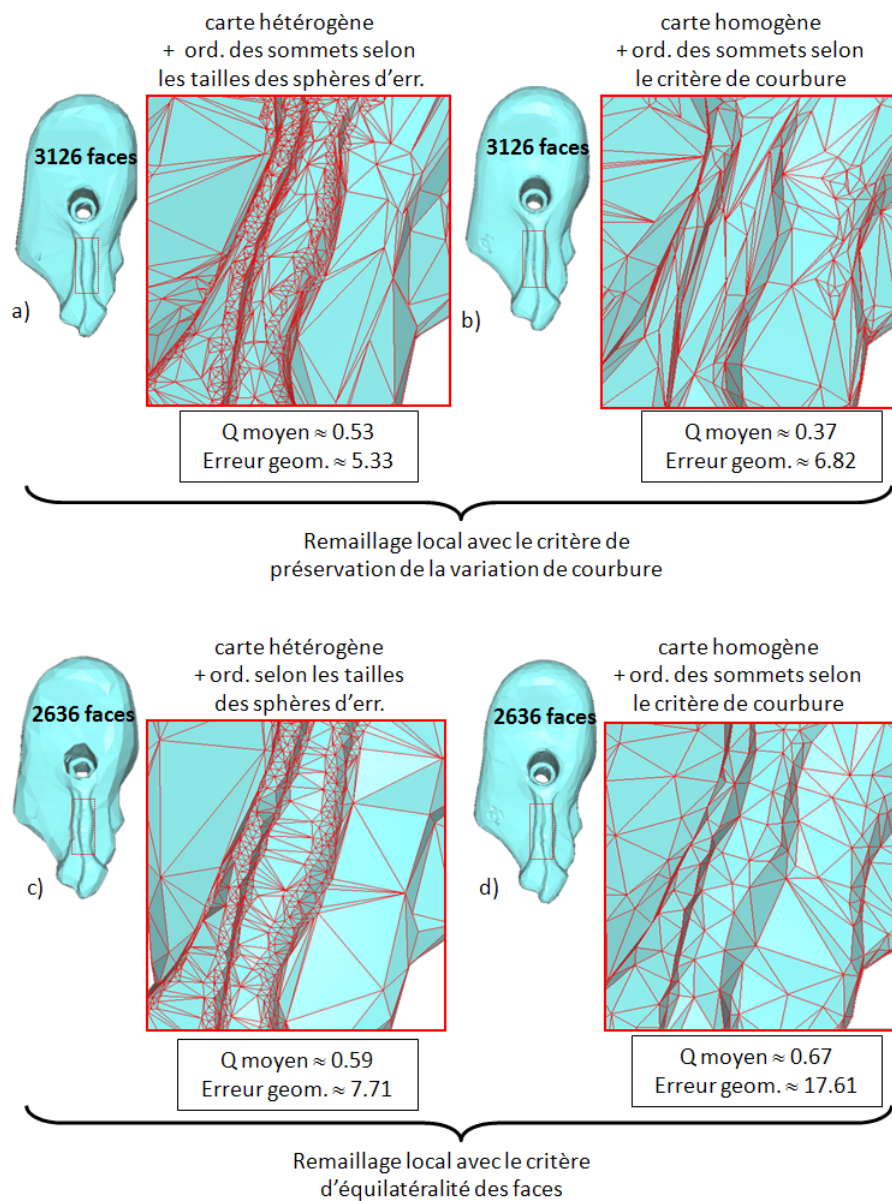 carte hétérogène
+ ord. des sommets selon
les tailles des sphères d'err.
3126 faces
a)
Q moyen ≈ 0.53
Erreur geom. ≈ 5.33
carte homogène
+ ord. des sommets selon
le critère de courbure
3126 faces
b)
Q moyen ≈ 0.37
Erreur geom. ≈ 6.82
Remaillage local avec le critère de
préservation de la variation de courbure
carte hétérogène
+ ord. selon les tailles
des sphères d'err.
2636 faces
c)
Q moyen ≈ 0.59
Erreur geom. ≈ 7.71
carte homogène
+ ord. des sommets selon
le critère de courbure
2636 faces
d)
Q moyen ≈ 0.67
Erreur geom. ≈ 17.61
Remaillage local avec le critère
d'équilatéralité des faces